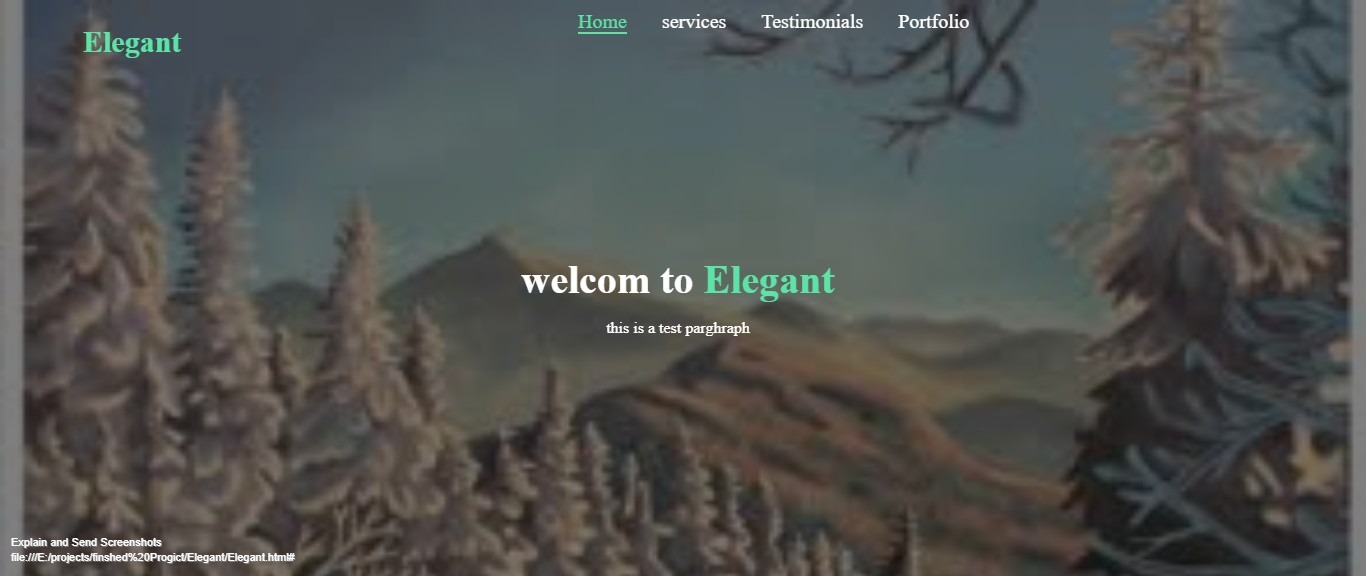 Home services Testimonials Portfolio
Elegant
welcom to Elegant
this is a test parghraph
Explain and Send Screenshots
file:///E:/projects/finshed%20Progict/Elegant/Elegant.html#